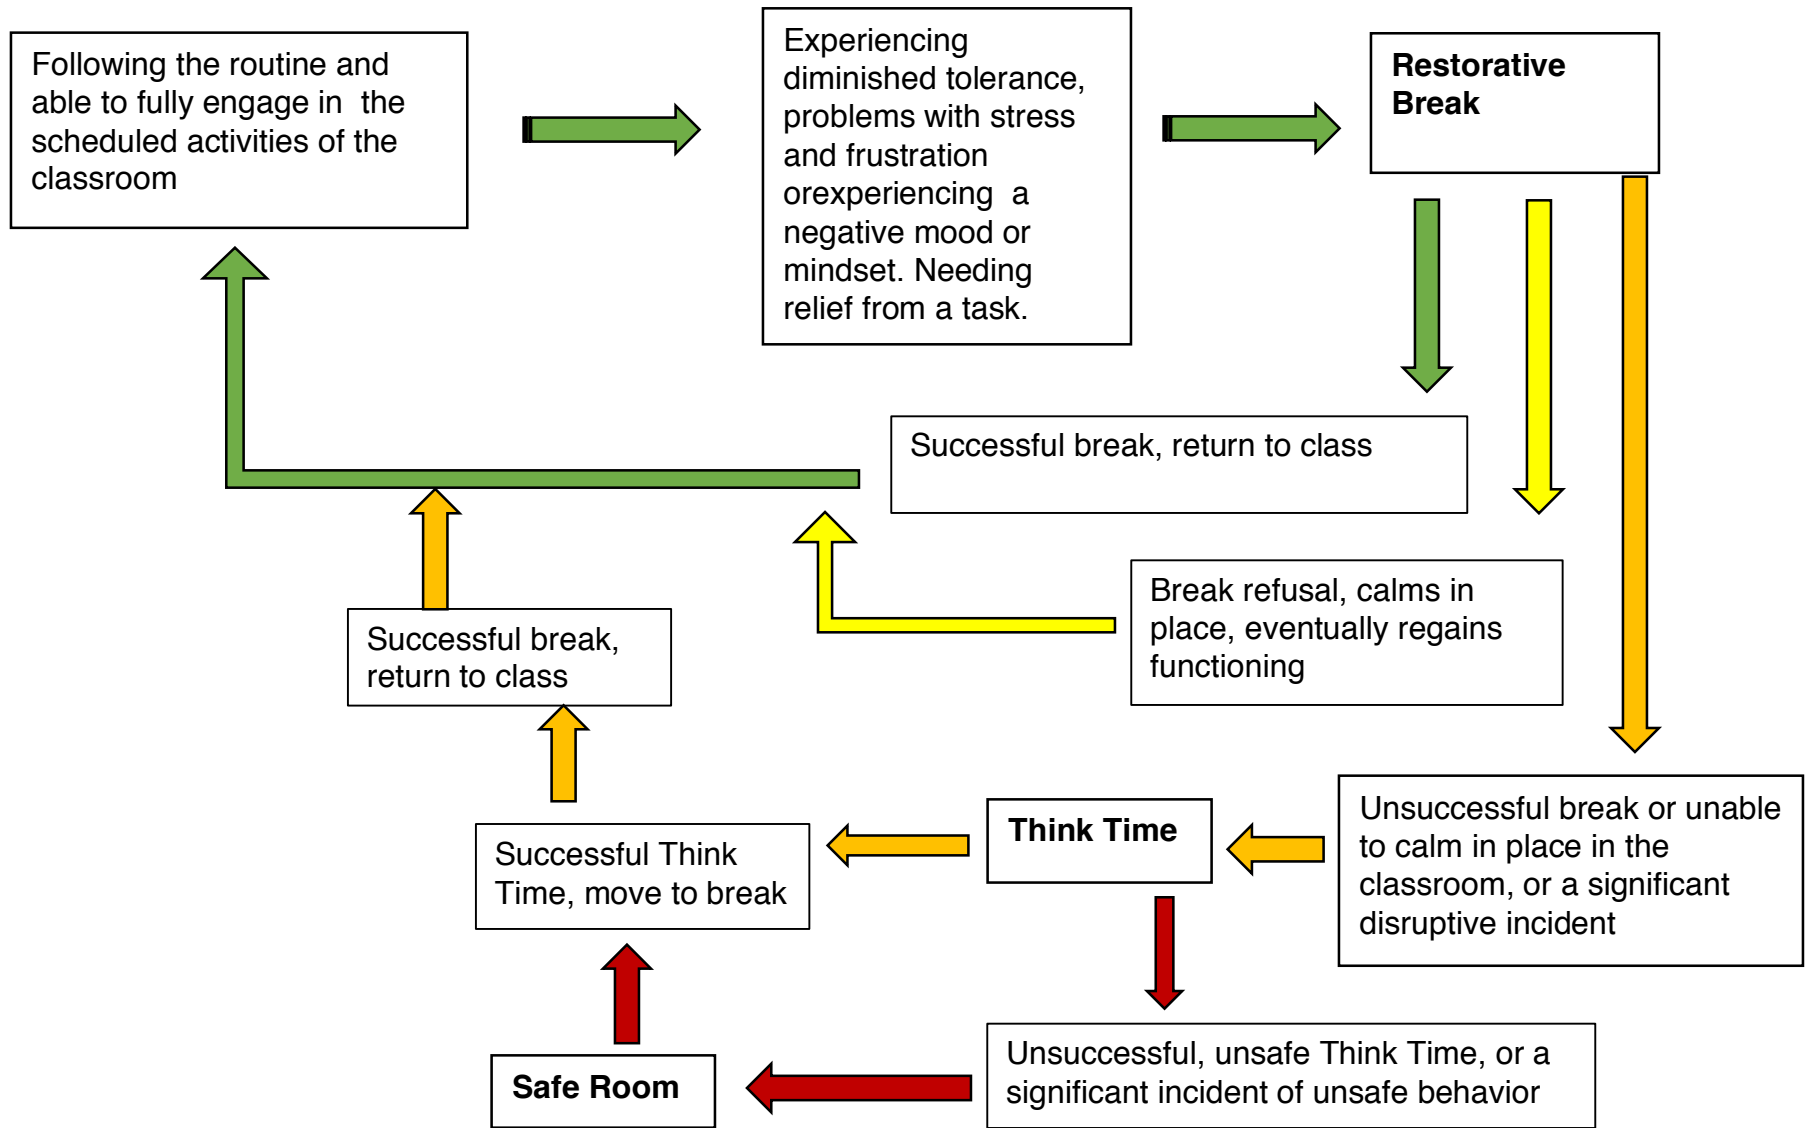 Following the routine and
able to fully engage in  the
scheduled activities of the
classroom
Experiencing
diminished tolerance,
problems with stress
and frustration
orexperiencing  a
negative mood or
mindset. Needing
relief from a task.
Restorative
Break
Successful break, return to class
Break refusal, calms in
place, eventually regains
functioning
Successful break,
return to class
Unsuccessful break or unable
to calm in place in the
classroom, or a significant
disruptive incident
Think Time
Successful Think
Time, move to break
Unsuccessful, unsafe Think Time, or a
significant incident of unsafe behavior
Safe Room